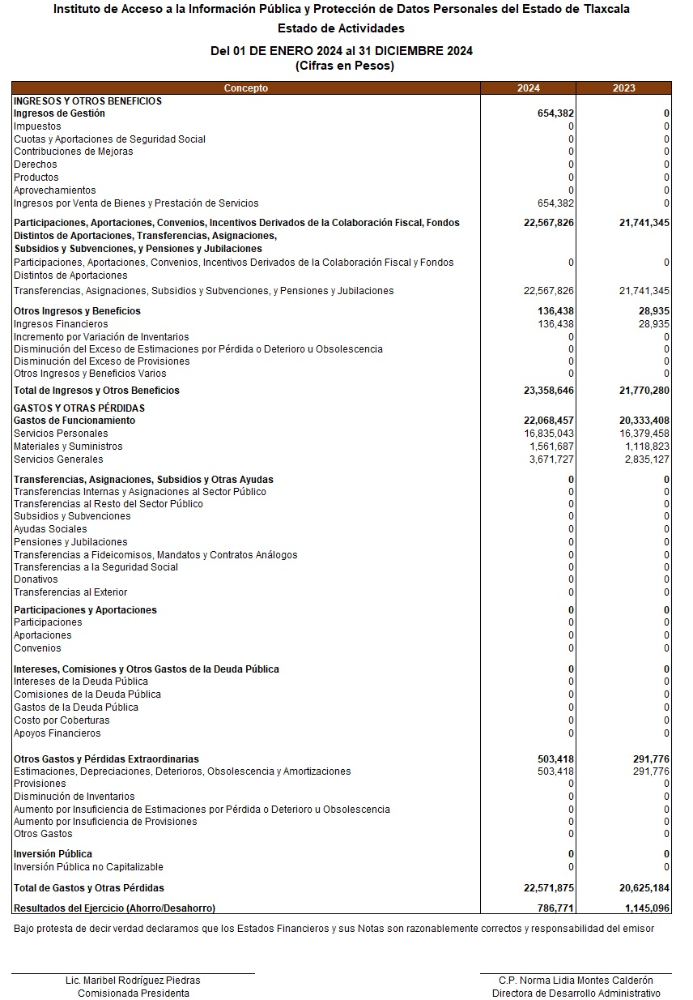 Instituto de Acceso a la Información Pública y Protección de Datos Personales del Estado de Tlaxcala
Estado de Actividades
Del 01 DE ENERO 2024 al 31 DICIEMBRE 2024
(Cifras en Pesos)
Concepto 2024 2023
INGRESOS Y OTROS BENEFICIOS
Ingresos de Gestión 654,382 0
Impuestos 0 0
Cuotas y Aportaciones de Seguridad Social 0 0
Contribuciones de Mejoras 0 0
Derechos 0 0
Productos 0 0
Aprovechamientos 0 0
Ingresos por Venta de Bienes y Prestación de Servicios 654,382 0
Participaciones, Aportaciones, Convenios, Incentivos Derivados de la Colaboración Fiscal, Fondos 22,567,826 21,741,345
Distintos de Aportaciones, Transferencias, Asignaciones,
Subsidios y Subvenciones, y Pensiones y Jubilaciones
Participaciones, Aportaciones, Convenios, Incentivos Derivados de la Colaboración Fiscal y Fondos 0 0
Distintos de Aportaciones
Transferencias, Asignaciones, Subsidios y Subvenciones, y Pensiones y Jubilaciones 22,567,826 21,741,345
Otros Ingresos y Beneficios 136,438 28,935
Ingresos Financieros 136,438 28,935
Incremento por Variación de Inventarios 0 0
Disminución del Exceso de Estimaciones por Pérdida o Deterioro u Obsolescencia 0 0
Disminución del Exceso de Provisiones 0 0
Otros Ingresos y Beneficios Varios 0 0
Total de Ingresos y Otros Beneficios 23,358,646 21,770,280
GASTOS Y OTRAS PÉRDIDAS
Gastos de Funcionamiento 22,068,457 20,333,408
Servicios Personales 16,835,043 16,379,458
Materiales y Suministros 1,561,687 1,118,823
Servicios Generales 3,671,727 2,835,127
Transferencias, Asignaciones, Subsidios y Otras Ayudas 0 0
Transferencias Internas y Asignaciones al Sector Público 0 0
Transferencias al Resto del Sector Público 0 0
Subsidios y Subvenciones 0 0
Ayudas Sociales 0 0
Pensiones y Jubilaciones 0 0
Transferencias a Fideicomisos, Mandatos y Contratos Análogos 0 0
Transferencias a la Seguridad Social 0 0
Donativos 0 0
Transferencias al Exterior 0 0
Participaciones y Aportaciones 0 0
Participaciones 0 0
Aportaciones 0 0
Convenios 0 0
Intereses, Comisiones y Otros Gastos de la Deuda Pública 0 0
Intereses de la Deuda Pública 0 0
Comisiones de la Deuda Pública 0 0
Gastos de la Deuda Pública 0 0
Costo por Coberturas 0 0
Apoyos Financieros 0 0
Otros Gastos y Pérdidas Extraordinarias 503,418 291,776
Estimaciones, Depreciaciones, Deterioros, Obsolescencia y Amortizaciones 503,418 291,776
Provisiones 0 0
Disminución de Inventarios 0 0
Aumento por Insuficiencia de Estimaciones por Pérdida o Deterioro u Obsolescencia 0 0
Aumento por Insuficiencia de Provisiones 0 0
Otros Gastos 0 0
Inversión Pública 0 0
Inversión Pública no Capitalizable 0 0
Total de Gastos y Otras Pérdidas 22,571,875 20,625,184
Resultados del Ejercicio (Ahorro/Desahorro) 786,771 1,145,096
Bajo protesta de decir verdad declaramos que los Estados Financieros y sus Notas son razonablemente correctos y responsabilidad del emisor
Lic. Maribel Rodríguez Piedras C.P. Norma Lidia Montes Calderón
Comisionada Presidenta Directora de Desarrollo Administrativo